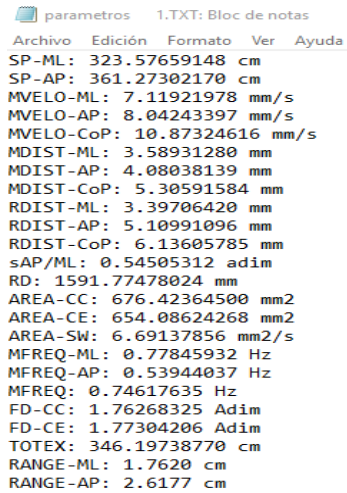 parametros 1.TXT: Bloc de notas
Archivo Edición Formato Ver Ayuda
SP-ML: 323.57659148 cm
SP-AP: 361.27302170 cm
MVELO-ML: 7.11921978 mm/s
MVELO-AP: 8.04243397 mm/s
MVELO-CoP: 10.87324616 mm/s
MDIST-ML: 3.58931280 mm
MDIST-AP: 4.08038139 mm
MDIST-CoP: 5.30591584 mm
RDIST-ML: 3.39706420 mm
RDIST-AP: 5.10991096 mm
RDIST-CoP: 6.13605785 mm
sAP/ML: 0.54505312 adim
RD: 1591.77478024 mm
AREA-CC: 676.42364500 mm2
AREA-CE: 654.08624268 mm2
AREA-SW: 6.69137856 mm2/s
MFREQ-ML: 0.77845932 Hz
MFREQ-AP: 0.53944037 Hz
MFREQ: 0.74617635 Hz
FD-CC: 1.76268325 Adim
FD-CE: 1.77304206 Adim
TOTEX: 346.19738770 cm
RANGE-ML: 1.7620 cm
RANGE-AP: 2.6177 cm